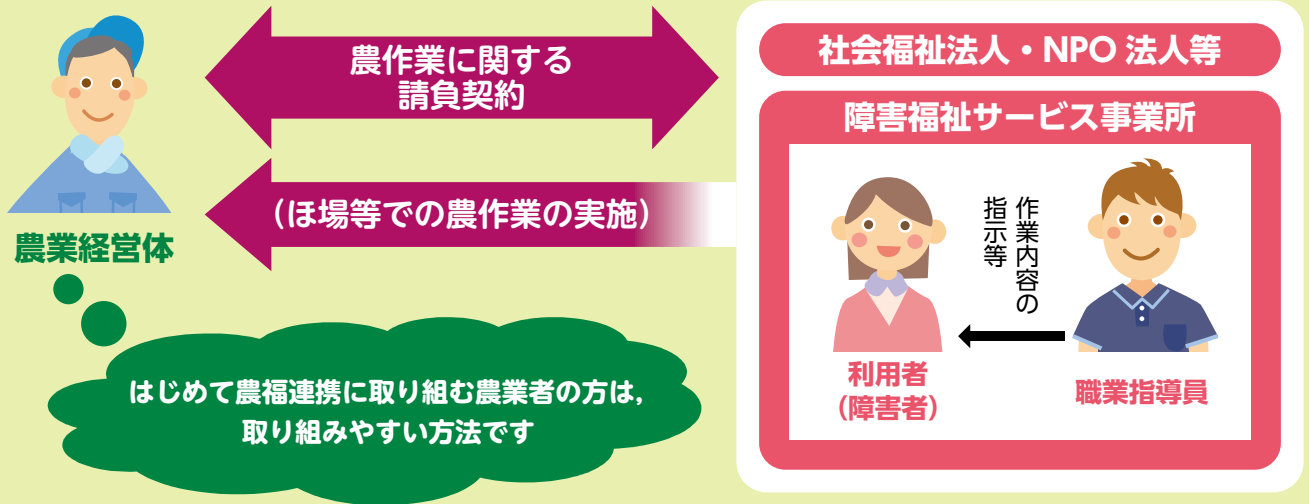 農作業に関する
請負契約
(ほ場等での農作業の実施)
農業経営体
はじめて農福連携に取り組む農業者の方は,
取り組みやすい方法です
社会福祉法人・NPO 法人等
障害福祉サービス事業所
作業内容の
指示等
利用者
(障害者)
職業指導員